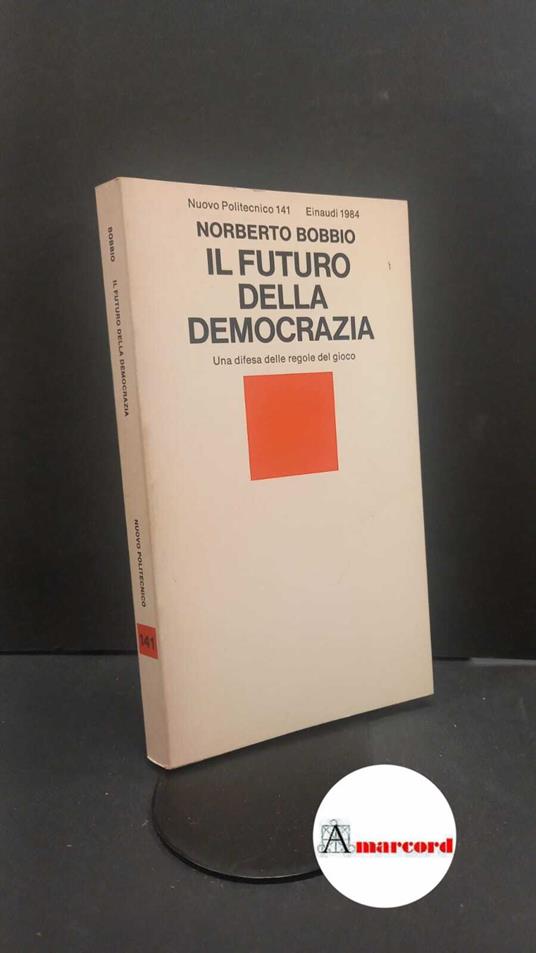 Nuovo Politecnico 141 Einaudi 1984
NORBERTO BOBBIO
IL FUTURO
DELLA
DEMOCRAZIA
Una difesa delle regole del gioco
BOBBIO IL FUTURO DELLA DEMOCRAZIA NUOVO POLITECNICO
141
Amarcord